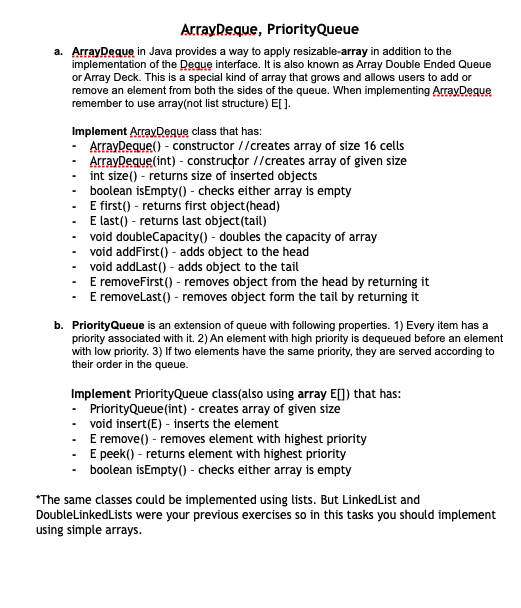 ArrayDeque, PriorityQueue
a. ArrayDeque in Java provides a way to apply resizable-array in addition to the
implementation of the Deque interface. It is also known as Array Double Ended Queue
or Array Deck. This is a special kind of array that grows and allows users to add or
remove an element from both the sides of the queue. When implementing ArrayDeque
remember to use array(not list structure) E[ ].
Implement ArrayDeque class that has:
- ArrayDeque() - constructor //creates array of size 16 cells
- ArrayDeque(int) - constructor //creates array of given size
- int size() - returns size of inserted objects
- boolean isEmpty() - checks either array is empty
- E first() - returns first object(head)
- E last() - returns last object(tail)
- void doubleCapacity() - doubles the capacity of array
- void addFirst() - adds object to the head
- void addLast() - adds object to the tail
- E removeFirst() - removes object from the head by returning it
- E removeLast() - removes object form the tail by returning it
b. PriorityQueue is an extension of queue with following properties. 1) Every item has a
priority associated with it. 2) An element with high priority is dequeued before an element
with low priority. 3) If two elements have the same priority, they are served according to
their order in the queue.
Implement PriorityQueue class(also using array E[]) that has:
- PriorityQueue(int) - creates array of given size
- void insert(E) - inserts the element
- E remove() - removes element with highest priority
- E peek() - returns element with highest priority
- boolean isEmpty() - checks either array is empty
*The same classes could be implemented using lists. But LinkedList and
DoubleLinkedLists were your previous exercises so in this tasks you should implement
using simple arrays.